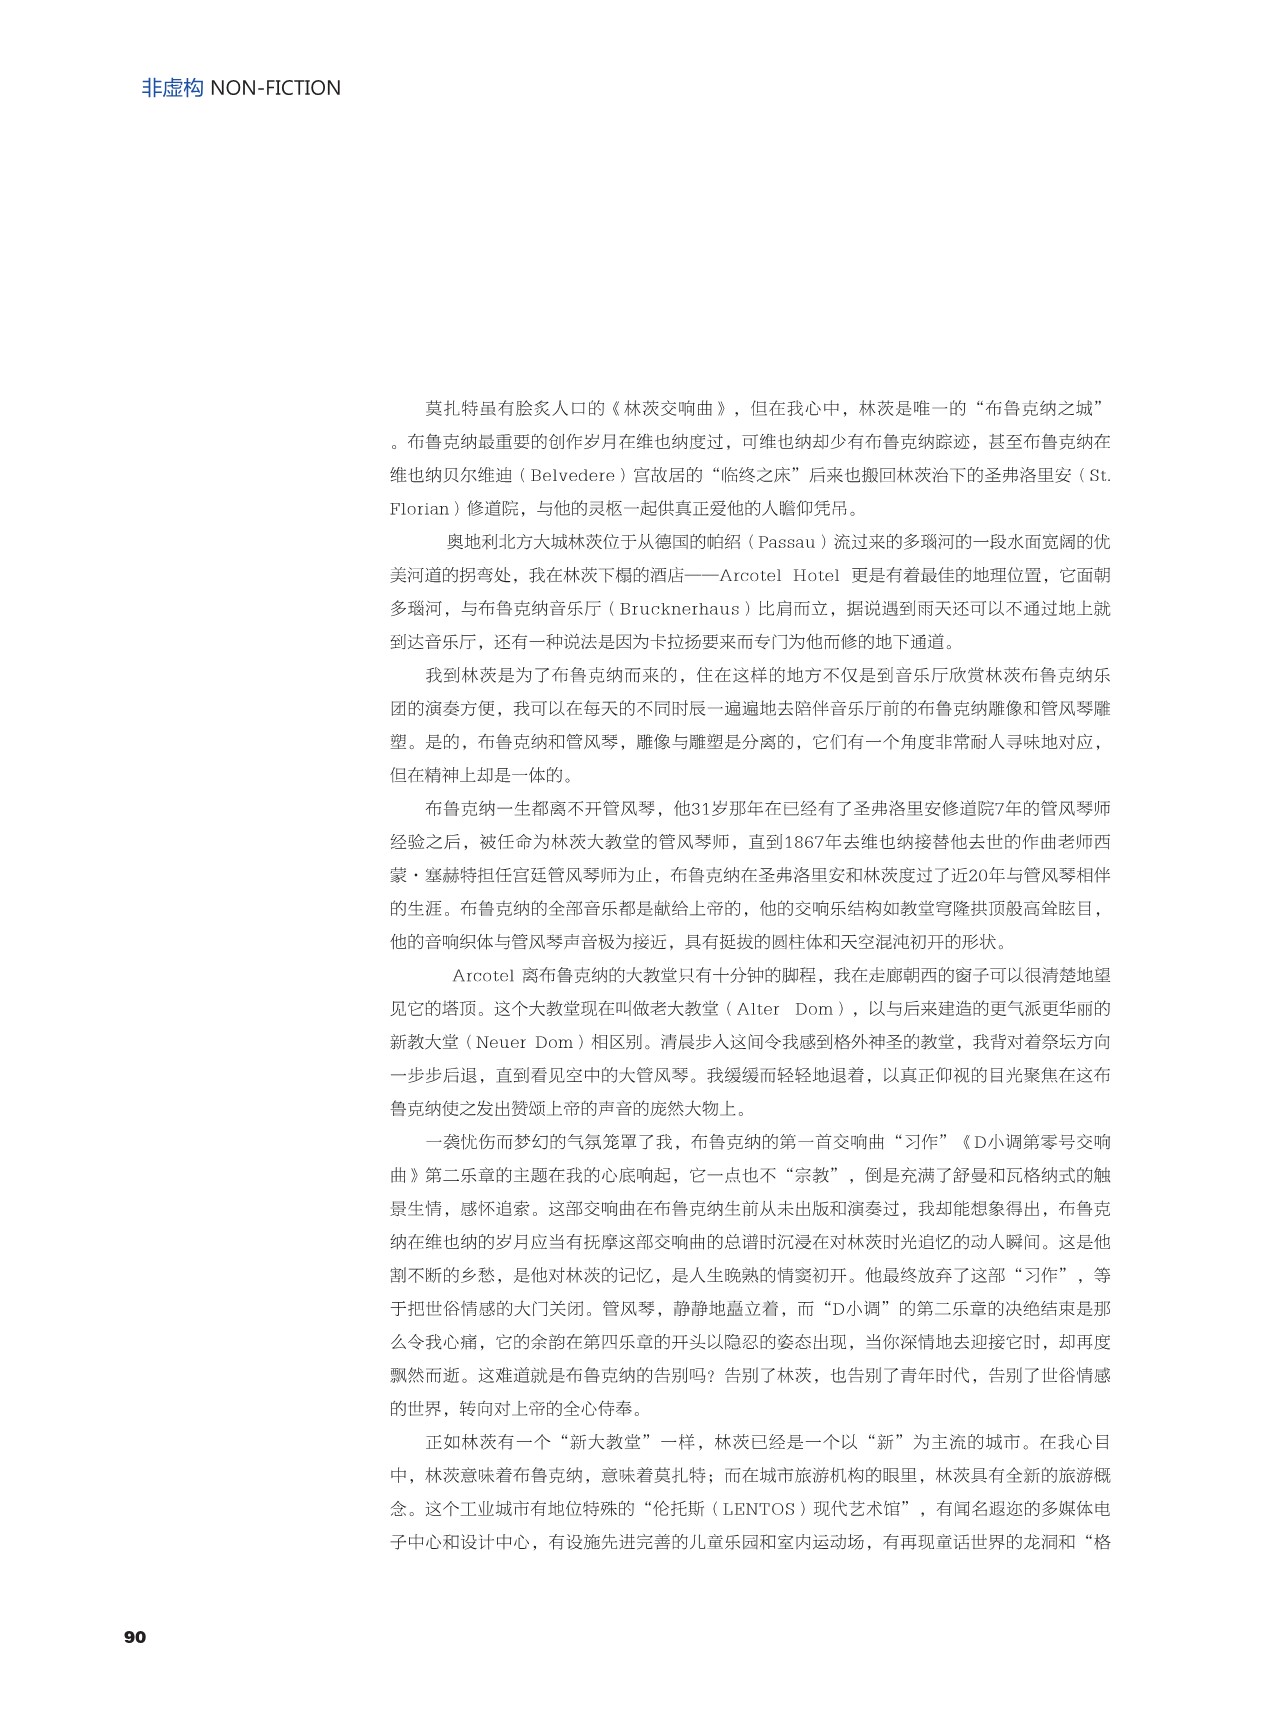 非虚构 NON-FICTION
莫扎特虽有脍炙人口的《林茨交响曲》，但在我心中，林茨是唯一的“布鲁克纳之城”
。布鲁克纳最重要的创作岁月在维也纳度过，可维也纳却少有布鲁克纳踪迹，甚至布鲁克纳在
维也纳贝尔维迪（Belvedere）宫故居的“临终之床”后来也搬回林茨治下的圣弗洛里安（St.
Florian）修道院，与他的灵柩一起供真正爱他的人瞻仰凭吊。
奥地利北方大城林茨位于从德国的帕绍（Passau）流过来的多瑙河的一段水面宽阔的优
美河道的拐弯处，我在林茨下榻的酒店——Arcotel Hotel 更是有着最佳的地理位置，它面朝
多瑙河，与布鲁克纳音乐厅（Brucknerhaus）比肩而立，据说遇到雨天还可以不通过地上就
到达音乐厅，还有一种说法是因为卡拉扬要来而专门为他而修的地下通道。
我到林茨是为了布鲁克纳而来的，住在这样的地方不仅是到音乐厅欣赏林茨布鲁克纳乐
团的演奏方便，我可以在每天的不同时辰一遍遍地去陪伴音乐厅前的布鲁克纳雕像和管风琴雕
塑。是的，布鲁克纳和管风琴，雕像与雕塑是分离的，它们有一个角度非常耐人寻味地对应，
但在精神上却是一体的。
布鲁克纳一生都离不开管风琴，他31岁那年在已经有了圣弗洛里安修道院7年的管风琴师
经验之后，被任命为林茨大教堂的管风琴师，直到1867年去维也纳接替他去世的作曲老师西
蒙·塞赫特担任宫廷管风琴师为止，布鲁克纳在圣弗洛里安和林茨度过了近20年与管风琴相伴
的生涯。布鲁克纳的全部音乐都是献给上帝的，他的交响乐结构如教堂穹隆拱顶般高耸眩目，
他的音响织体与管风琴声音极为接近，具有挺拔的圆柱体和天空混沌初开的形状。
Arcotel 离布鲁克纳的大教堂只有十分钟的脚程，我在走廊朝西的窗子可以很清楚地望
见它的塔顶。这个大教堂现在叫做老大教堂（Alter Dom），以与后来建造的更气派更华丽的
新教大堂（Neuer Dom）相区别。清晨步入这间令我感到格外神圣的教堂，我背对着祭坛方向
一步步后退，直到看见空中的大管风琴。我缓缓而轻轻地退着，以真正仰视的目光聚焦在这布
鲁克纳使之发出赞颂上帝的声音的庞然大物上。
一袭忧伤而梦幻的气氛笼罩了我，布鲁克纳的第一首交响曲“习作”《D小调第零号交响
曲》第二乐章的主题在我的心底响起，它一点也不“宗教”，倒是充满了舒曼和瓦格纳式的触
景生情，感怀追索。这部交响曲在布鲁克纳生前从未出版和演奏过，我却能想象得出，布鲁克
纳在维也纳的岁月应当有抚摩这部交响曲的总谱时沉浸在对林茨时光追忆的动人瞬间。这是他
割不断的乡愁，是他对林茨的记忆，是人生晚熟的情窦初开。他最终放弃了这部“习作”，等
于把世俗情感的大门关闭。管风琴，静静地矗立着，而“D小调”的第二乐章的决绝结束是那
么令我心痛，它的余韵在第四乐章的开头以隐忍的姿态出现，当你深情地去迎接它时，却再度
飘然而逝。这难道就是布鲁克纳的告别吗？告别了林茨，也告别了青年时代，告别了世俗情感
的世界，转向对上帝的全心侍奉。
正如林茨有一个“新大教堂”一样，林茨已经是一个以“新”为主流的城市。在我心目
中，林茨意味着布鲁克纳，意味着莫扎特；而在城市旅游机构的眼里，林茨具有全新的旅游概
念。这个工业城市有地位特殊的“伦托斯（LENTOS）现代艺术馆”，有闻名遐迩的多媒体电
子中心和设计中心，有设施先进完善的儿童乐园和室内运动场，有再现童话世界的龙洞和“格
90